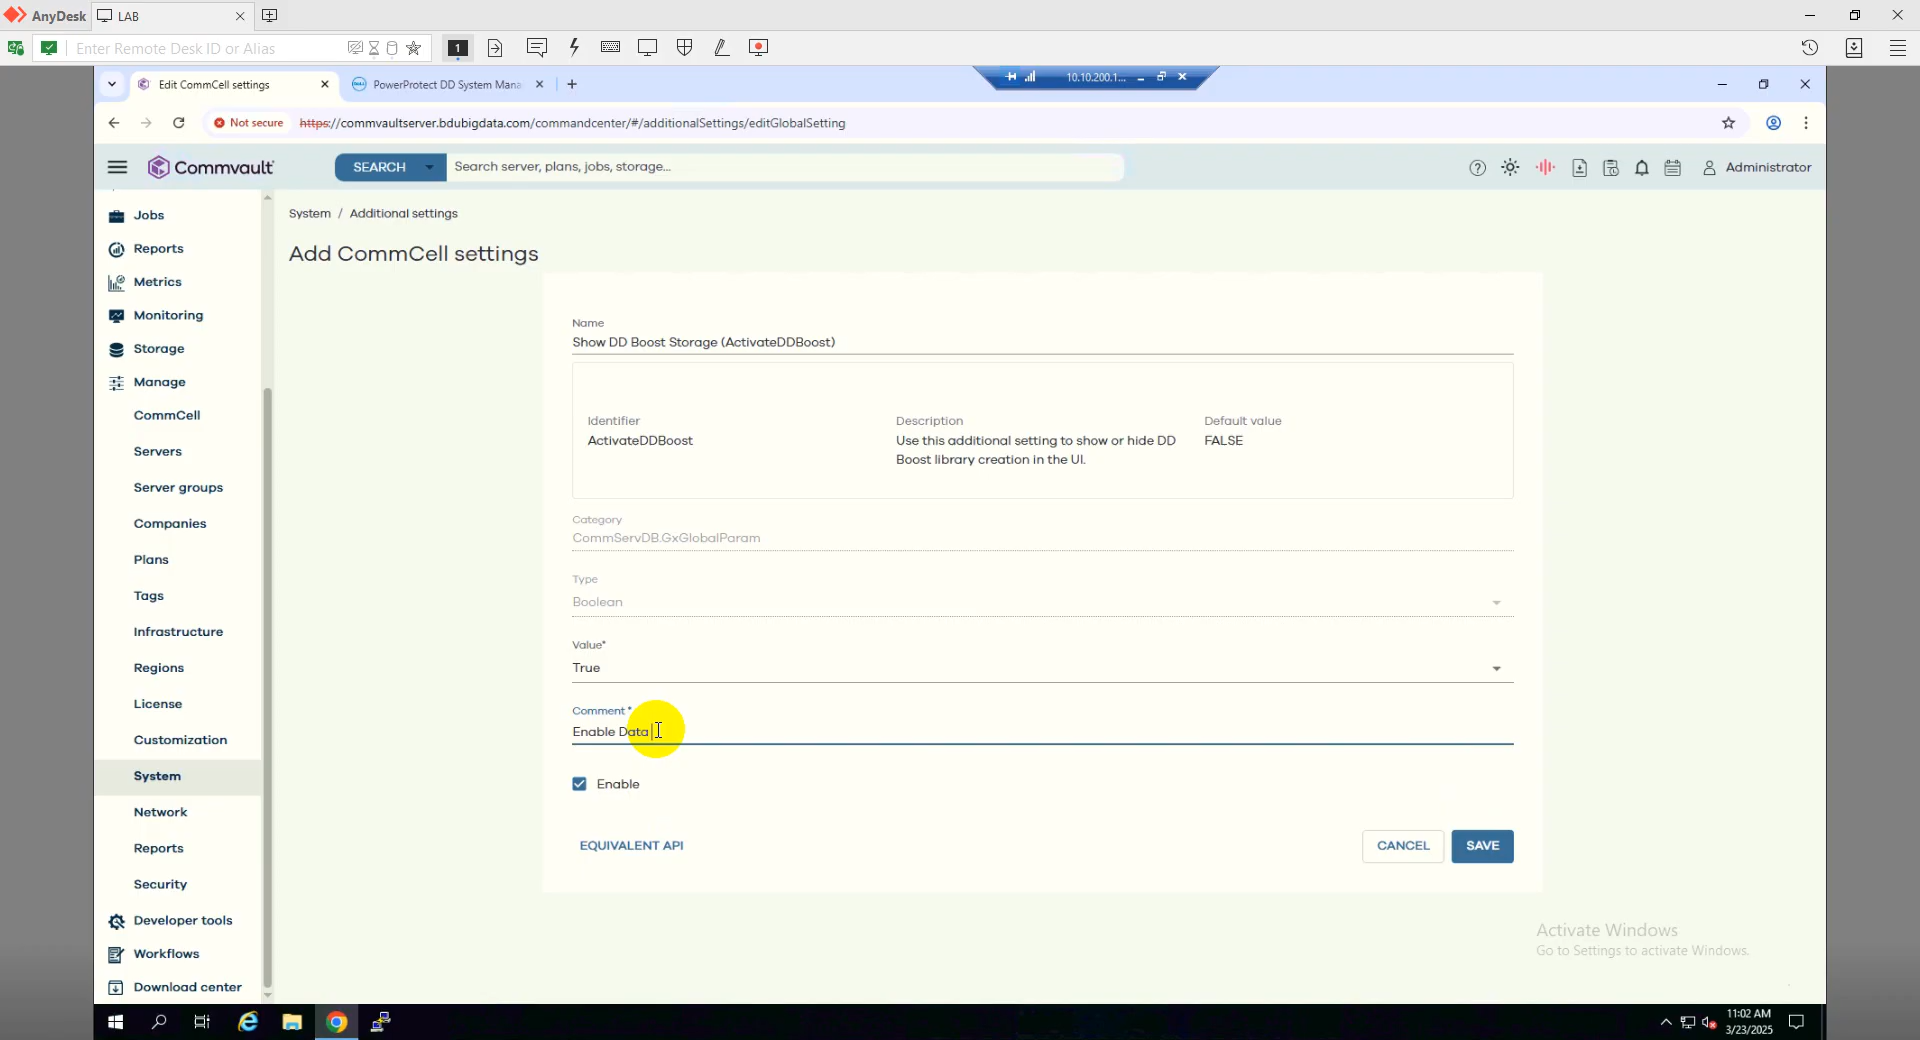 AnyDesk
LAB
Enter Remote Desk ID or Alias
1
Edit CommCell settings
PowerProtect DD System Mana
10.10.200.1...
Not secure
https://commvaultserver.bdubigdata.com/commandcenter/#/additionalSettings/editGlobalSetting
Commvault
SEARCH
Search server, plans, jobs, storage...
Administrator
Jobs
Reports
Metrics
Monitoring
Storage
Manage
CommCell
Servers
Server groups
Companies
Plans
Tags
Infrastructure
Regions
License
Customization
System
Network
Reports
Security
Developer tools
Workflows
Download center
System / Additional settings
Add CommCell settings
Name
Show DD Boost Storage (ActivateDDBoost)
Identifier
ActivateDDBoost
Description
Use this additional setting to show or hide DD
Boost library creation in the UI.
Default value
FALSE
Category
CommServDB.GxGlobalParam
Type
Boolean
Value*
True
Comment *
Enable Data
Enable
EQUIVALENT API
CANCEL
SAVE
Activate Windows
Go to Settings to activate Windows.
11:02 AM
3/23/2025